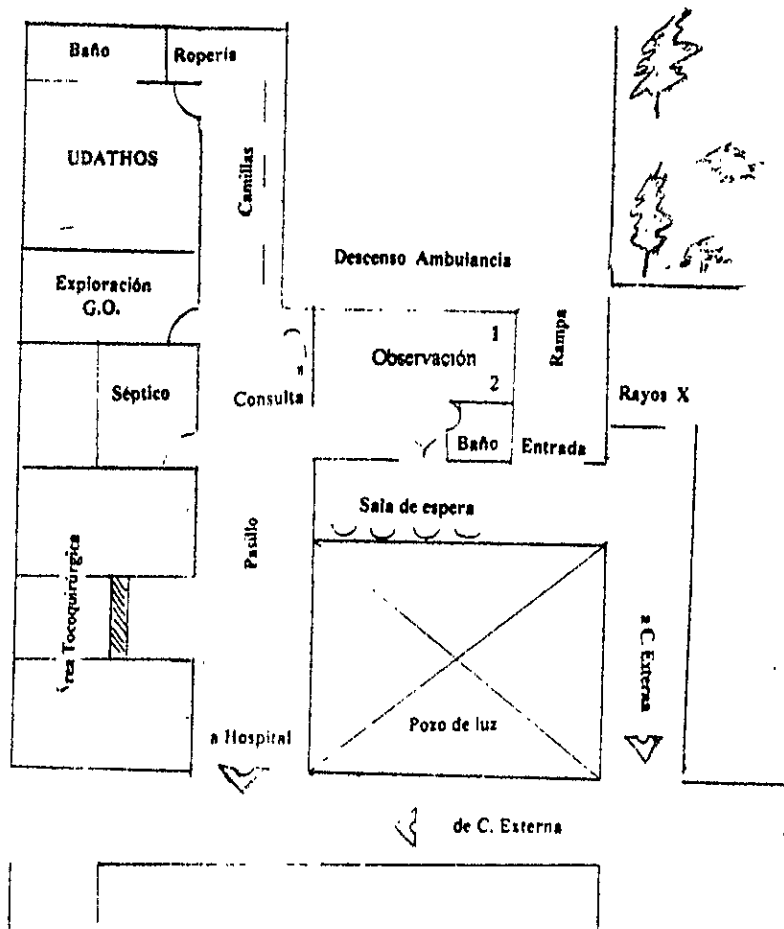 Baño
Ropería
UDATHOS
Camillas
Descenso Ambulancia
Exploración
G.O.
1
Observación
2
Rampa
Séptico
Consulta
Rayos X
Baño
Entrada
Sala de espera
Pasillo
Área Tocoquirúrgica
a C. Externa
Pozo de luz
a Hospital
de C. Externa